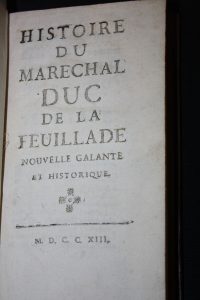 HISTOIRE
DU
MARECHAL
DUC
DE LA
FEUILLADE
NOUVELLE GALANTE
ET HISTORIQUE.
M. D. C. C. XIII.